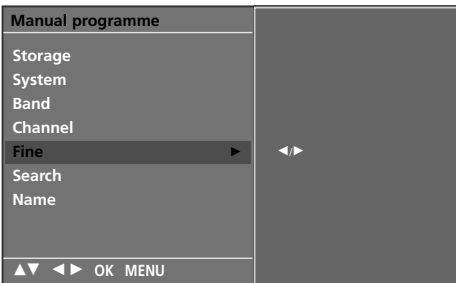 Manual programme
Storage
System
Band
Channel
Fine ► ◄/►
Search
Name
▲▼ ◄► OK MENU